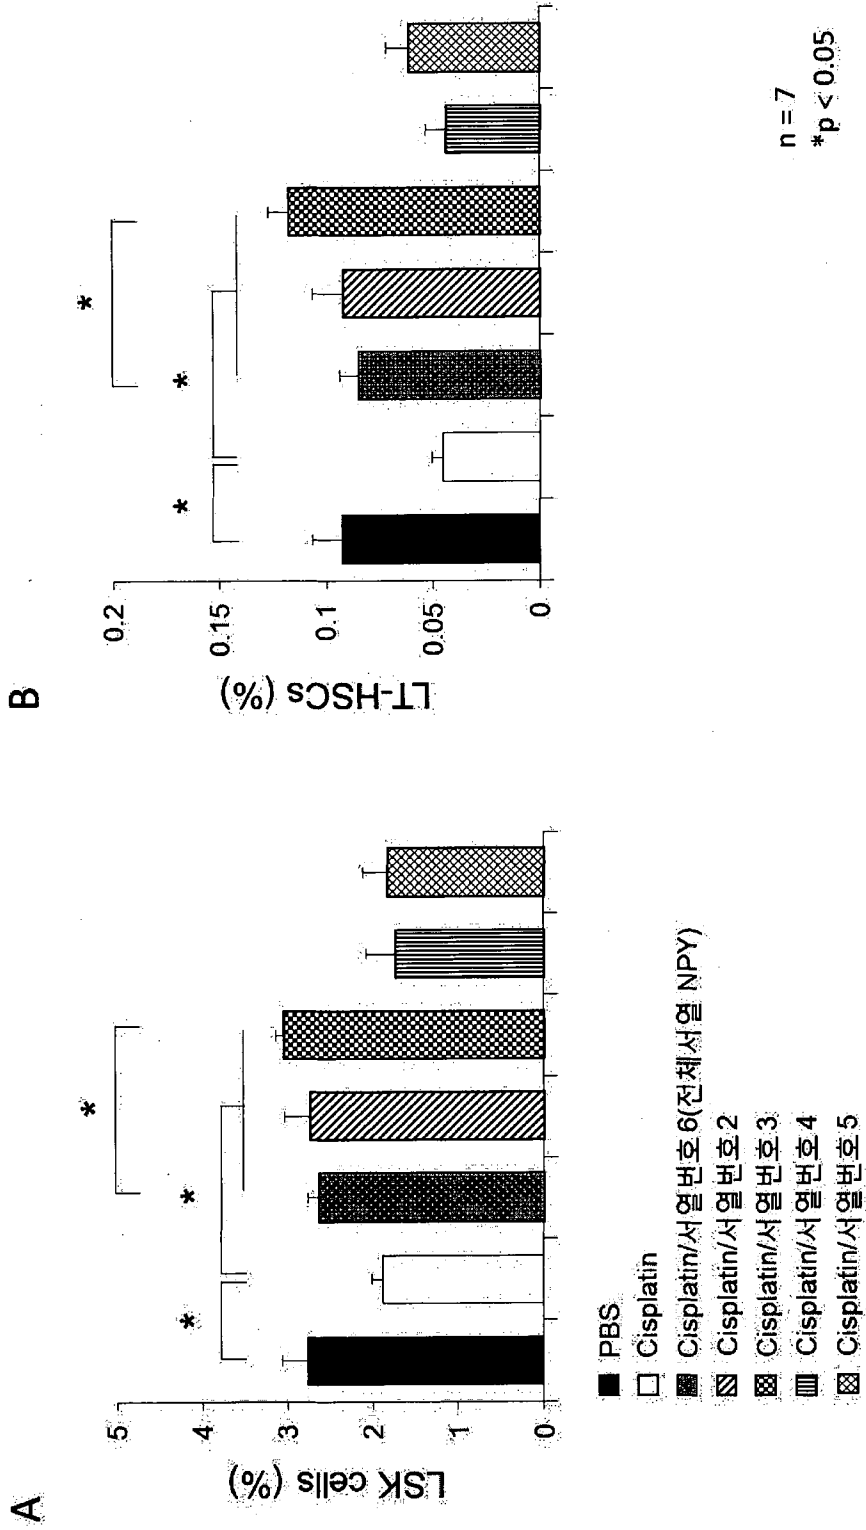 A
LSK cells (%)
5
4
3
2
1
0
*
*
*
B
LT-HSCs (%)
0.2
0.15
0.1
0.05
0
*
*
*
PBS
Cisplatin
Cisplatin/서열번호6(전체서열 NPY)
Cisplatin/서열번호2
Cisplatin/서열번호3
Cisplatin/서열번호4
Cisplatin/서열번호5
n = 7
*p < 0.05